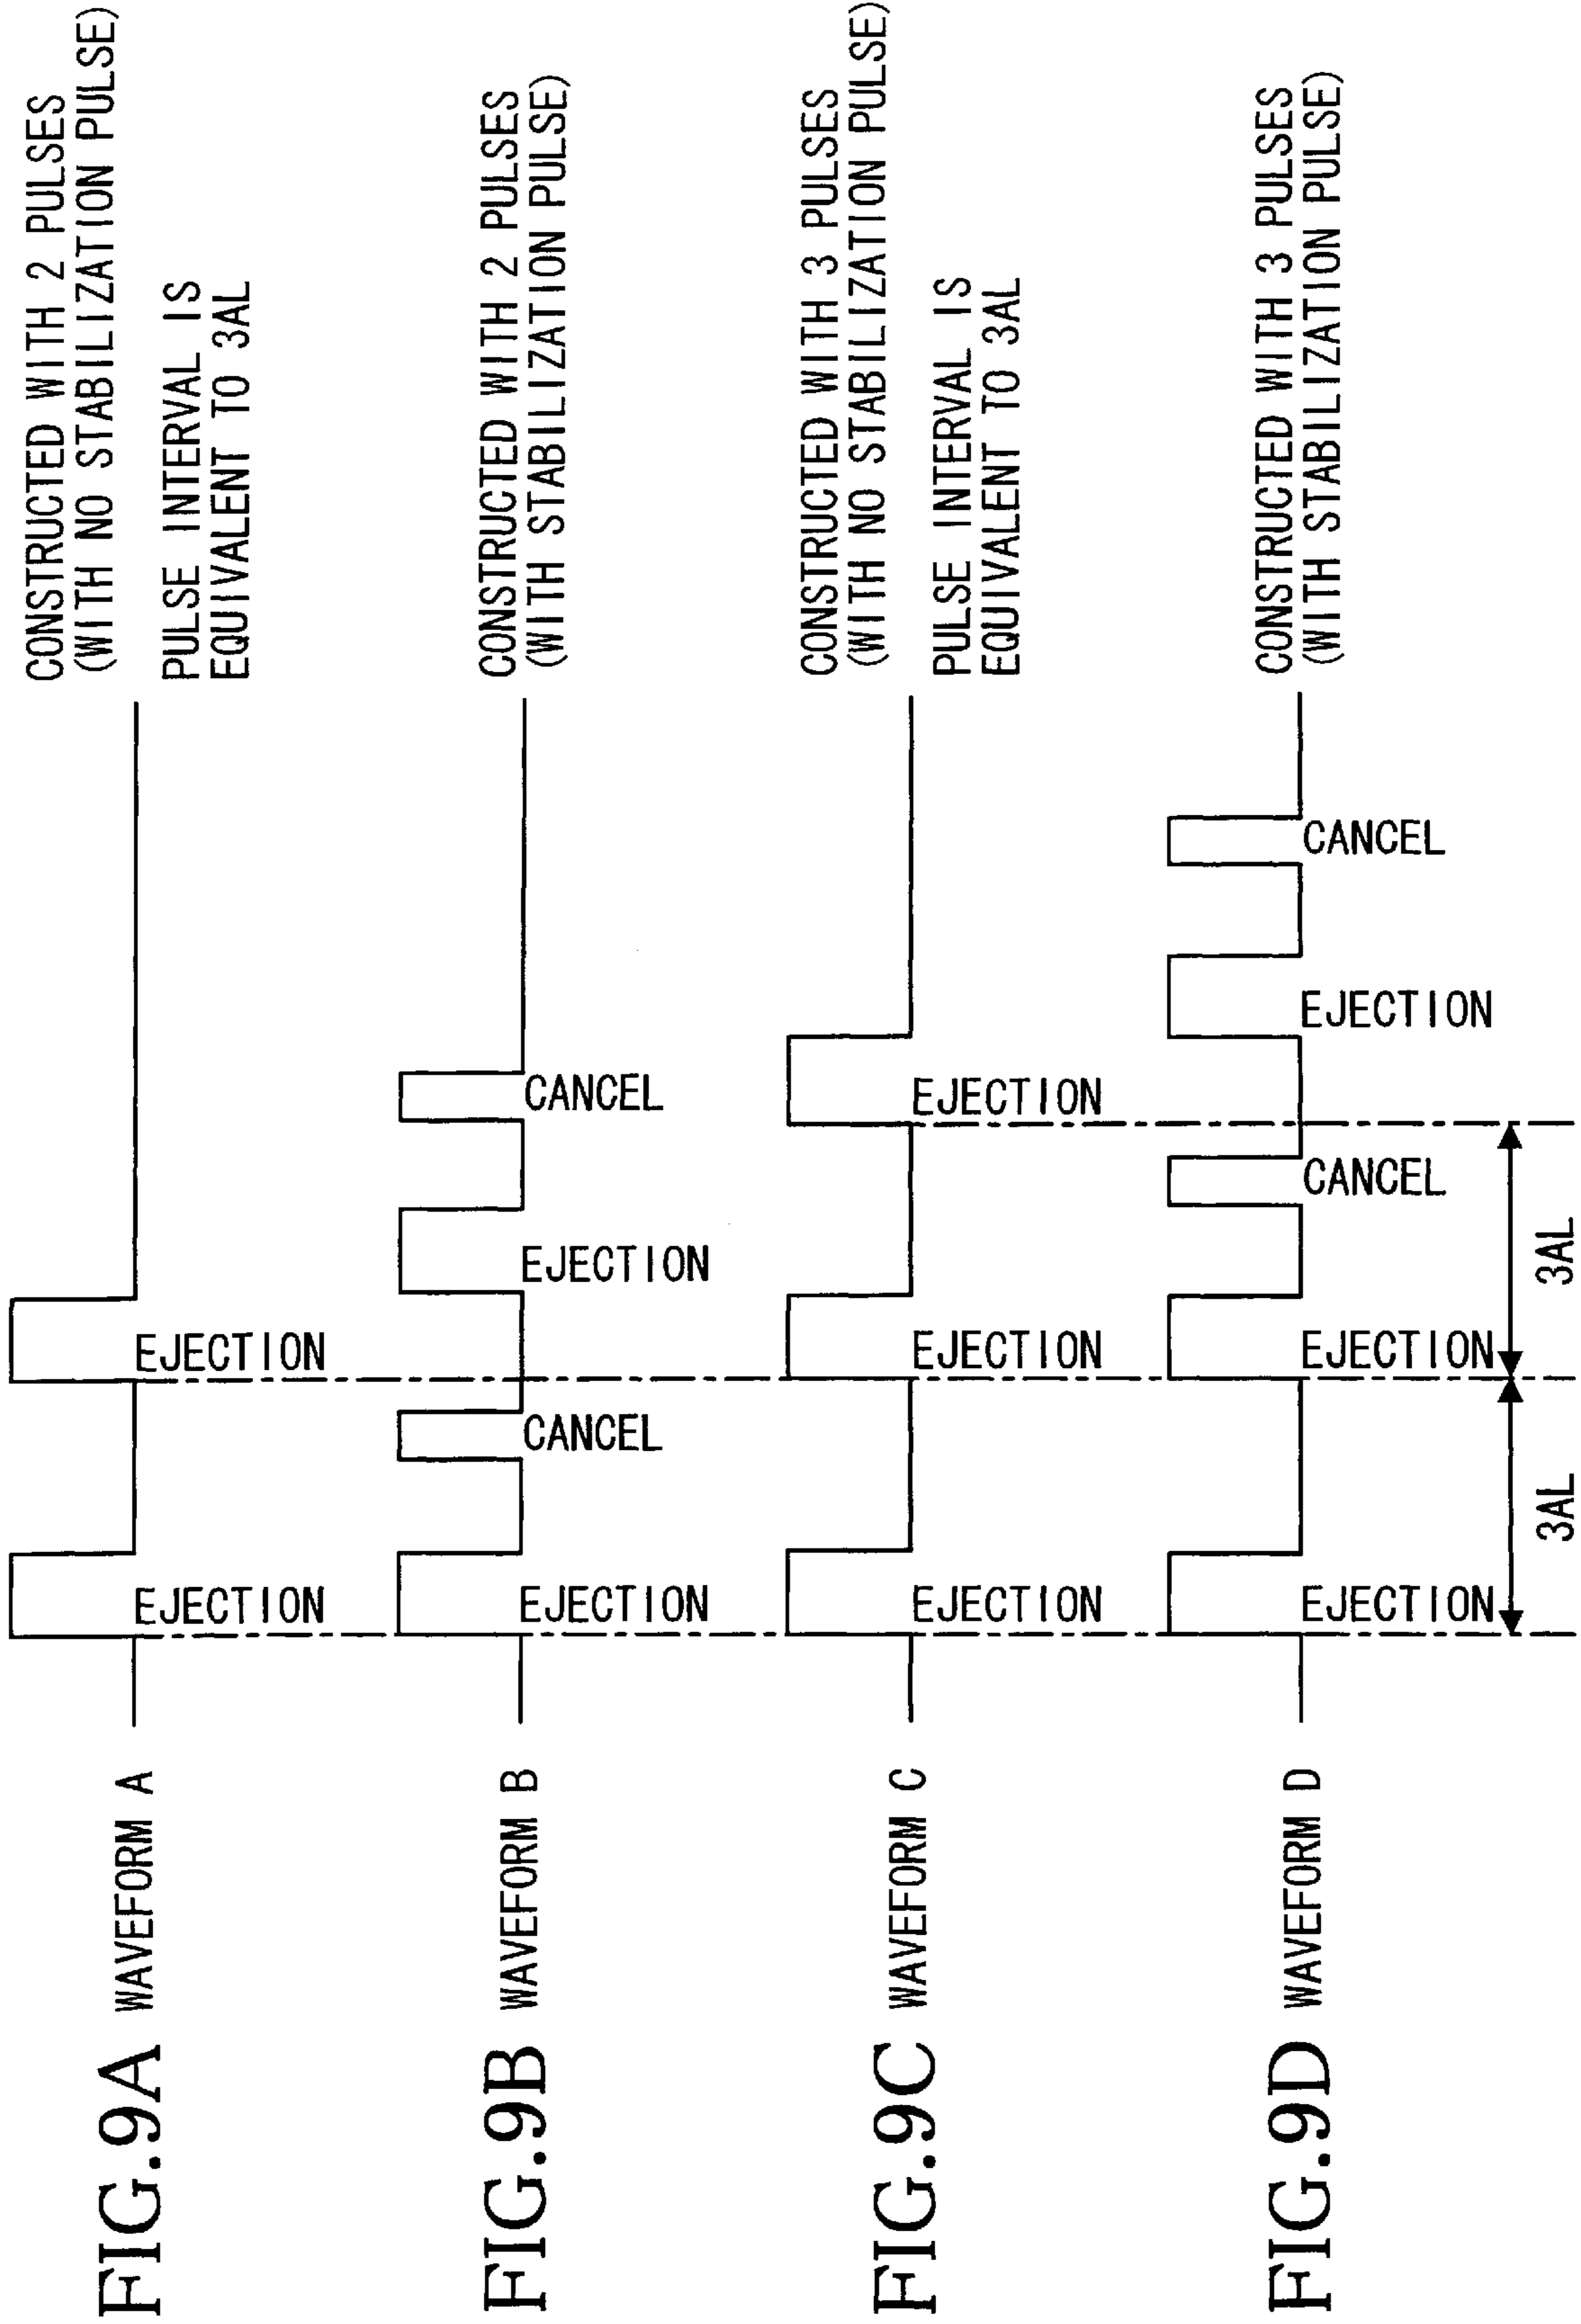 FIG.9A WAVEFORM A
EJECTION
EJECTION
CONSTRUCTED WITH 2 PULSES
(WITH NO STABILIZATION PULSE)
PULSE INTERVAL IS
EQUIVALENT TO 3AL
FIG.9B WAVEFORM B
EJECTION
CANCEL
EJECTION
CANCEL
CONSTRUCTED WITH 2 PULSES
(WITH STABILIZATION PULSE)
FIG.9C WAVEFORM C
EJECTION
EJECTION
EJECTION
CONSTRUCTED WITH 3 PULSES
(WITH NO STABILIZATION PULSE)
PULSE INTERVAL IS
EQUIVALENT TO 3AL
FIG.9D WAVEFORM D
EJECTION
EJECTION
CANCEL
EJECTION
CANCEL
CONSTRUCTED WITH 3 PULSES
(WITH STABILIZATION PULSE)
3AL
3AL